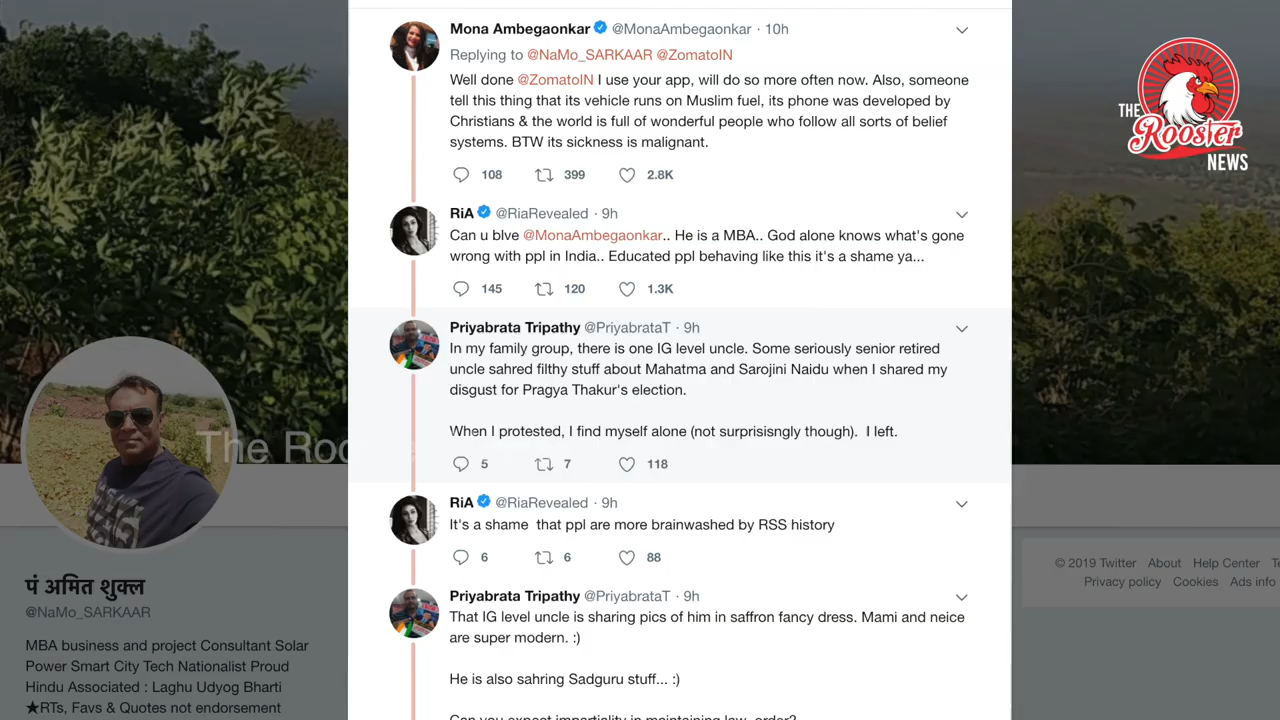 Mona Ambegaonkar @MonaAmbegaonkar · 10h
Replying to @NaMo_SARKAAR @ZomatoIN
Well done @ZomatoIN I use your app, will do so more often now. Also, someone
tell this thing that its vehicle runs on Muslim fuel, its phone was developed by
Christians & the world is full of wonderful people who follow all sorts of belief
systems. BTW its sickness is malignant.
108 399 2.8K
RiA @RiaRevealed · 9h
Can u blve @MonaAmbegaonkar.. He is a MBA.. God alone knows what's gone
wrong with ppl in India.. Educated ppl behaving like this it's a shame ya...
145 120 1.3K
Priyabrata Tripathy @PriyabrataT · 9h
In my family group, there is one IG level uncle. Some seriously senior retired
uncle sahred filthy stuff about Mahatma and Sarojini Naidu when I shared my
disgust for Pragya Thakur's election.
When I protested, I find myself alone (not surprisisngly though).  I left.
5 7 118
RiA @RiaRevealed · 9h
It's a shame  that ppl are more brainwashed by RSS history
6 6 88
Priyabrata Tripathy @PriyabrataT · 9h
That IG level uncle is sharing pics of him in saffron fancy dress. Mami and neice
are super modern. :)
He is also sahring Sadguru stuff... :)
Can you expect impartiality in maintaining law, order?
THE
Rooster
NEWS
The Roo
पं अमित शुक्ल
@NaMo_SARKAAR
MBA business and project Consultant Solar
Power Smart City Tech Nationalist Proud
Hindu Associated : Laghu Udyog Bharti
★RTs, Favs & Quotes not endorsement
© 2019 Twitter About Help Center
Privacy policy Cookies Ads info